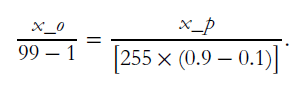 x_o / (99 – 1) = x_p / [255 × (0.9 – 0.1)].